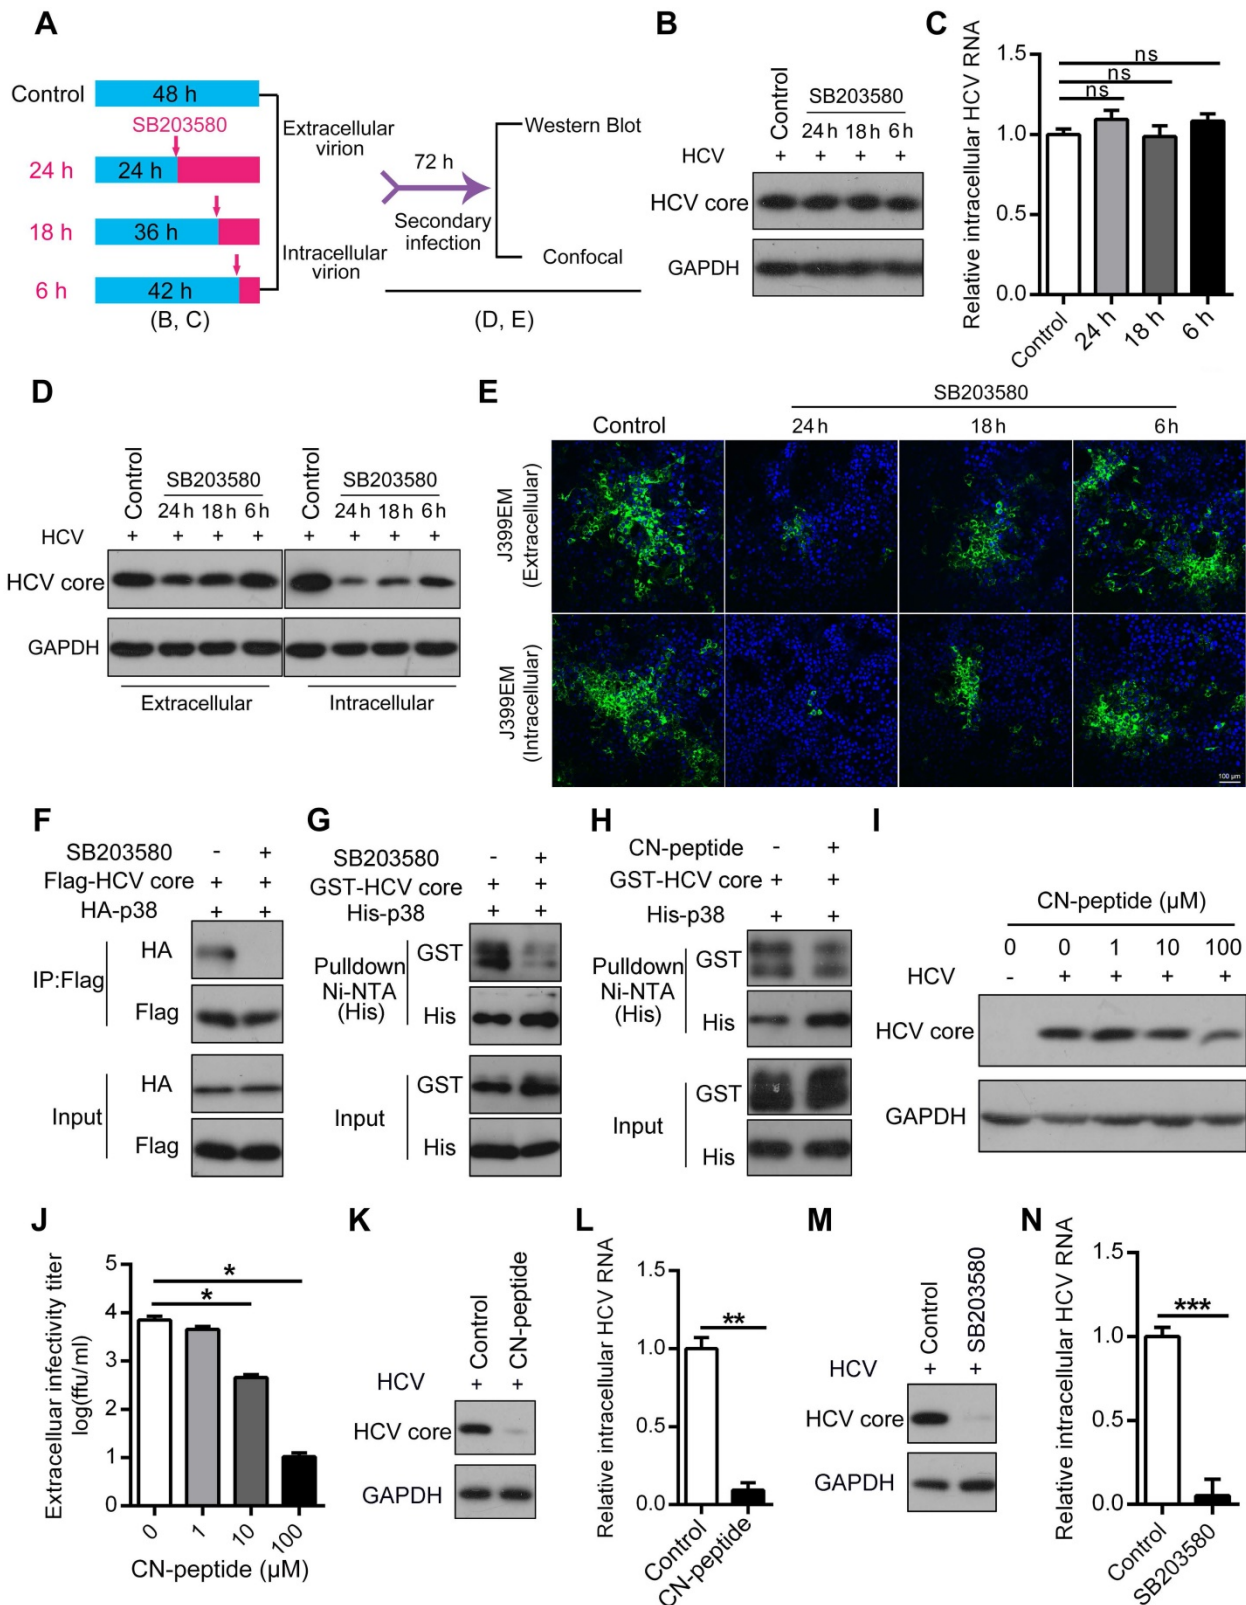 A
Control
48 h
SB203580
24 h
24 h
18 h
36 h
6 h
42 h
(B, C)
Extracellular
virion
Intracellular
virion
72 h
Secondary
infection
Western Blot
Confocal
(D, E)
B
Control
SB203580
24 h 18 h 6 h
HCV + + + +
HCV core
GAPDH
C
Relative intracellular HCV RNA
1.5
1.0
0.5
0.0
ns
ns
ns
Control
24 h
18 h
6 h
D
Control
SB203580
24 h 18 h 6 h
Control
SB203580
24 h 18 h 6 h
HCV + + + + + + + +
HCV core
GAPDH
Extracellular
Intracellular
E
SB203580
Control 24 h 18 h 6 h
J399EM
(Extracellular)
J399EM
(Intracellular)
100 µm
F
SB203580 - +
Flag-HCV core + +
HA-p38 + +
IP:Flag
HA
Flag
Input
HA
Flag
G
SB203580 - +
GST-HCV core + +
His-p38 + +
Pulldown
Ni-NTA
(His)
GST
His
Input
GST
His
H
CN-peptide - +
GST-HCV core + +
His-p38 + +
Pulldown
Ni-NTA
(His)
GST
His
Input
GST
His
I
CN-peptide (µM)
0 0 1 10 100
HCV - + + + +
HCV core
GAPDH
J
Extracelluar infectivity titer
log(ffu/ml)
5
4
3
2
1
0
*
*
0 1 10 100
CN-peptide (µM)
K
Control
CN-peptide
HCV + +
HCV core
GAPDH
L
Relative intracellular HCV RNA
1.5
1.0
0.5
0.0
**
Control
CN-peptide
M
Control
SB203580
HCV + +
HCV core
GAPDH
N
Relative intracellular HCV RNA
1.5
1.0
0.5
0.0
***
Control
SB203580